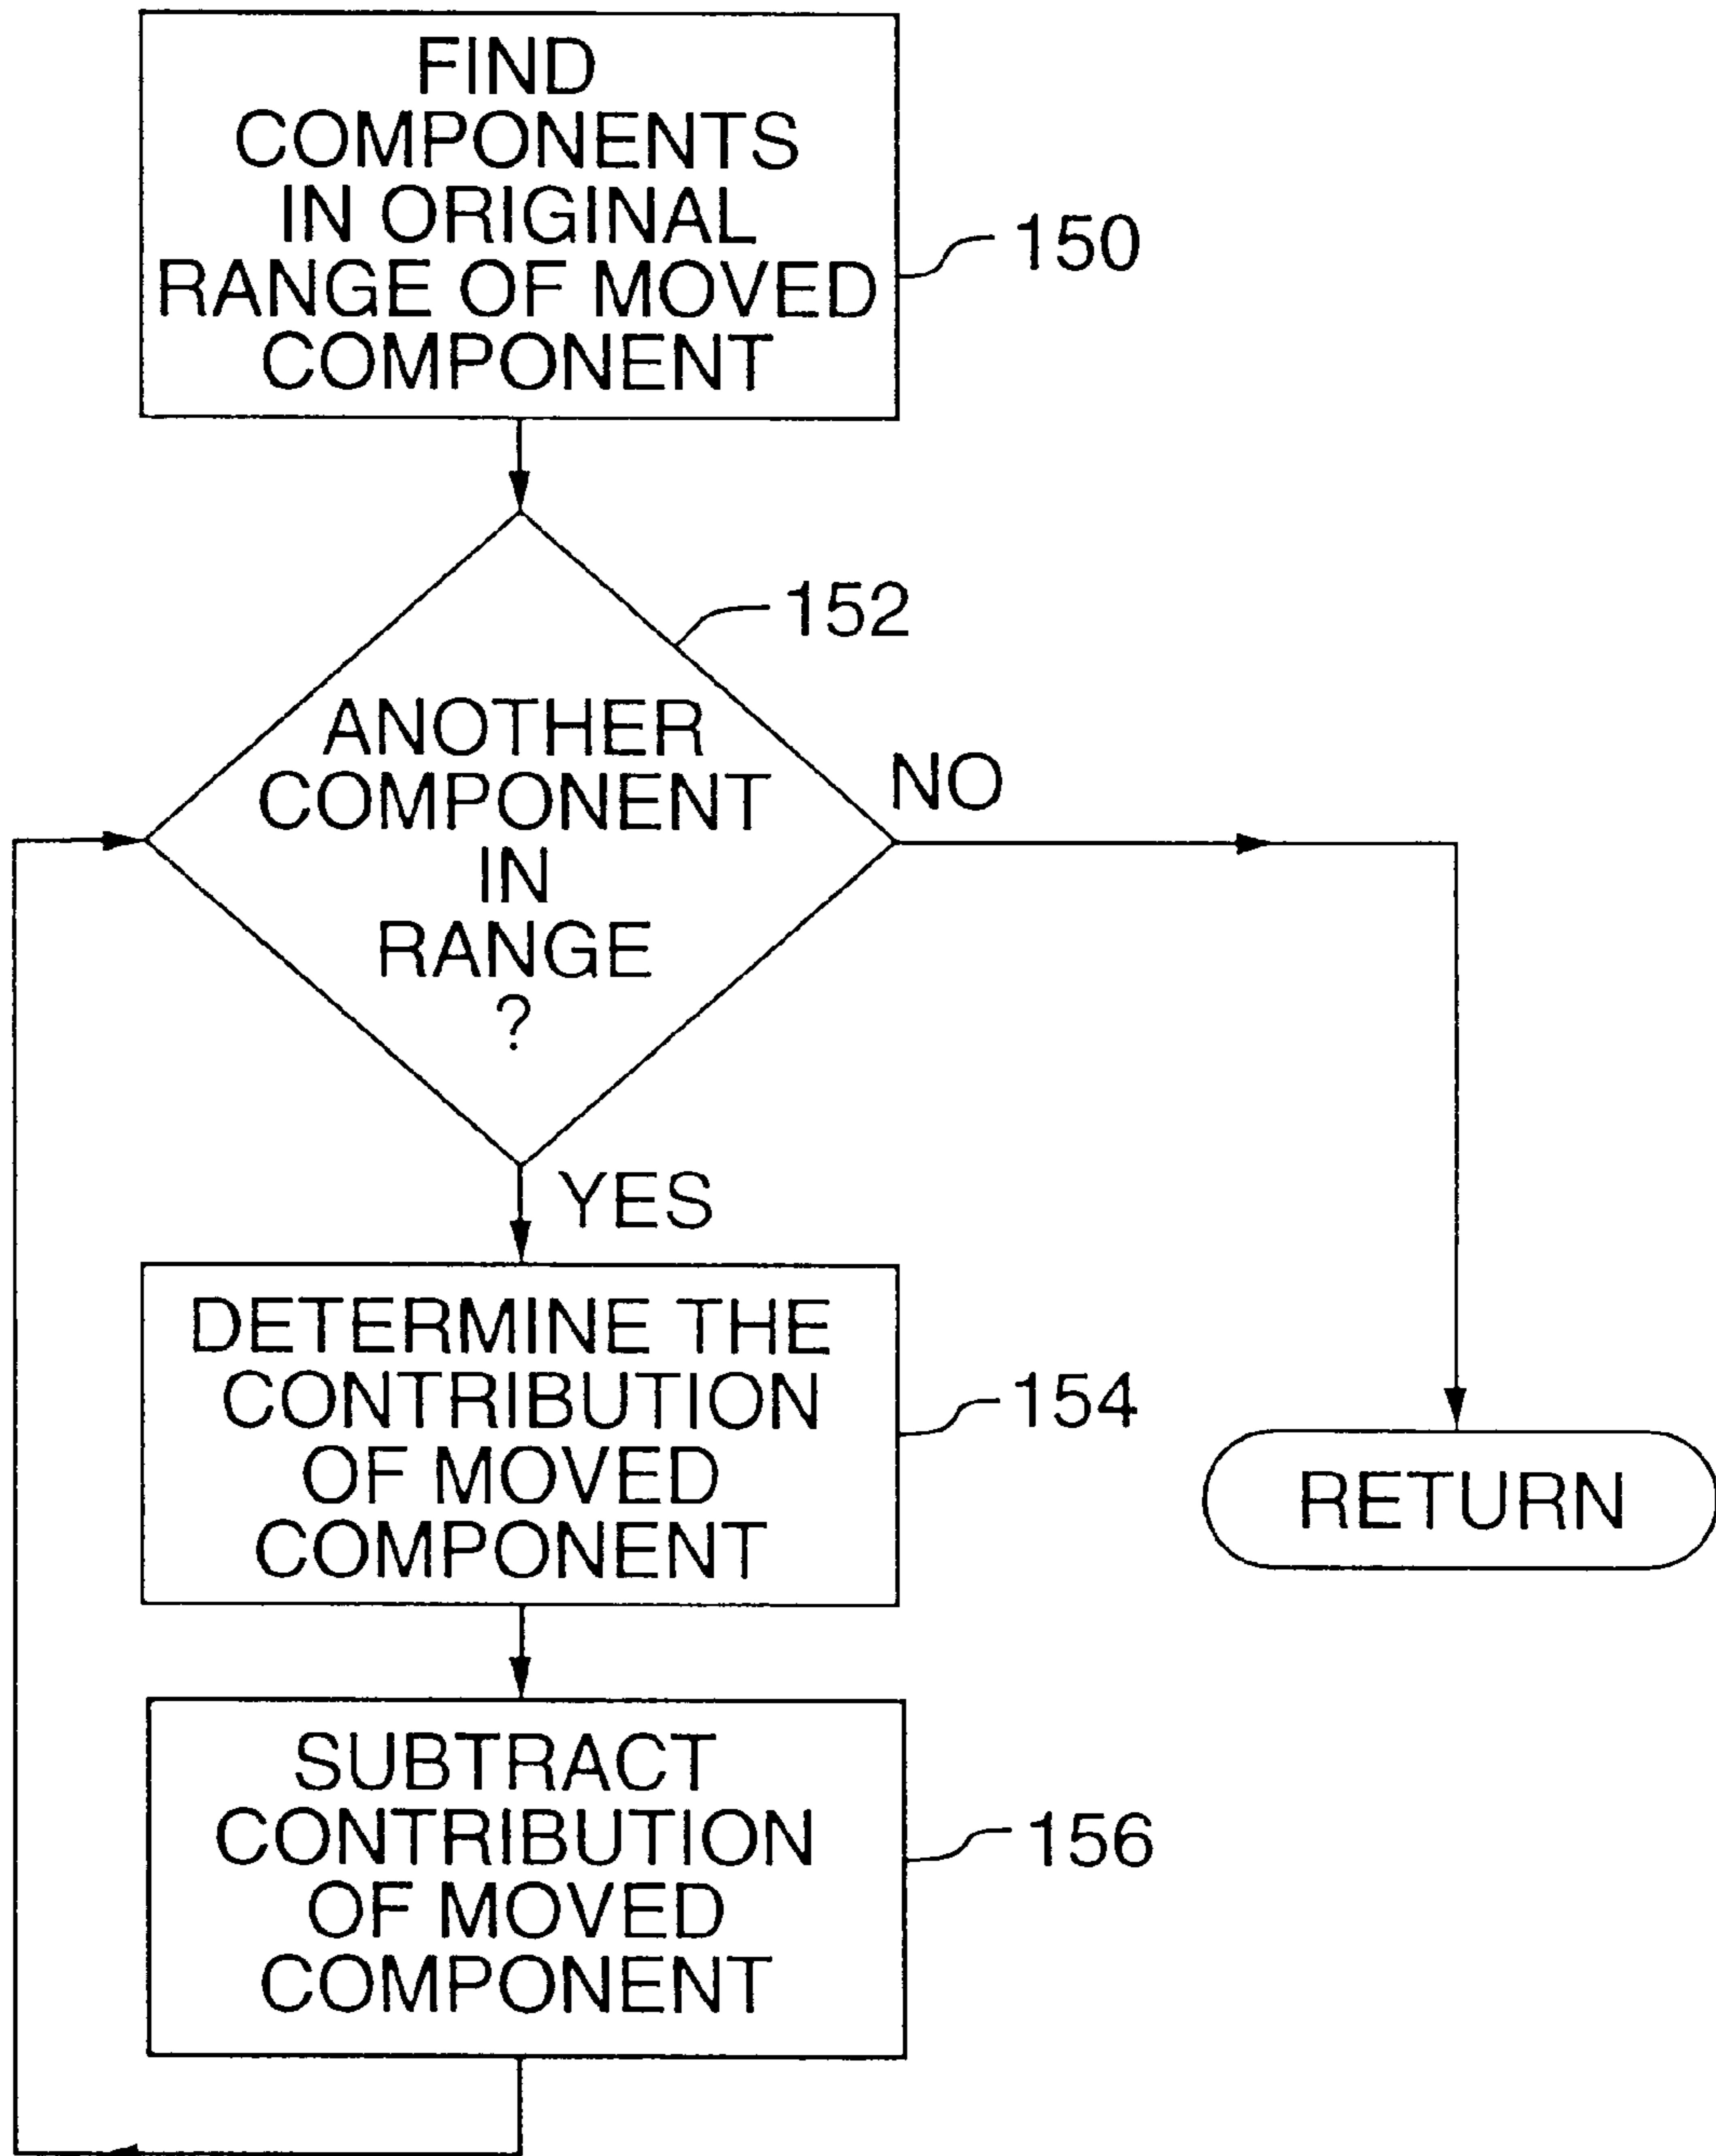 FIND
COMPONENTS
IN ORIGINAL
RANGE OF MOVED
COMPONENT
150
152
ANOTHER
COMPONENT
IN
RANGE
?
NO
YES
DETERMINE THE
CONTRIBUTION
OF MOVED
COMPONENT
154
RETURN
SUBTRACT
CONTRIBUTION
OF MOVED
COMPONENT
156